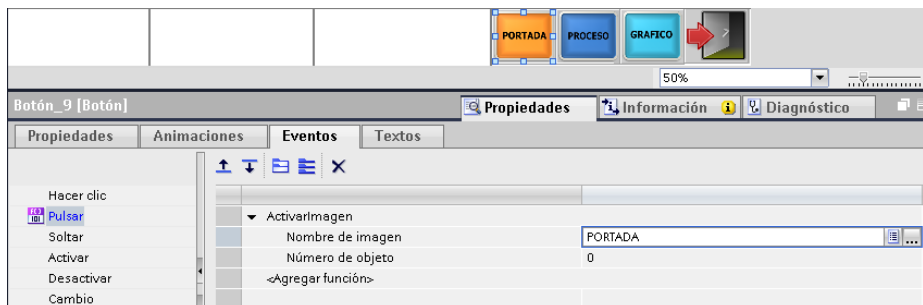 PORTADA PROCESO GRAFICO
50%
Botón_9 [Botón] Propiedades Información Diagnóstico
Propiedades Animaciones Eventos Textos
Hacer clic
Pulsar
Soltar
Activar
Desactivar
Cambio
ActivarImagen
Nombre de imagen PORTADA
Número de objeto 0
<Agregar función>